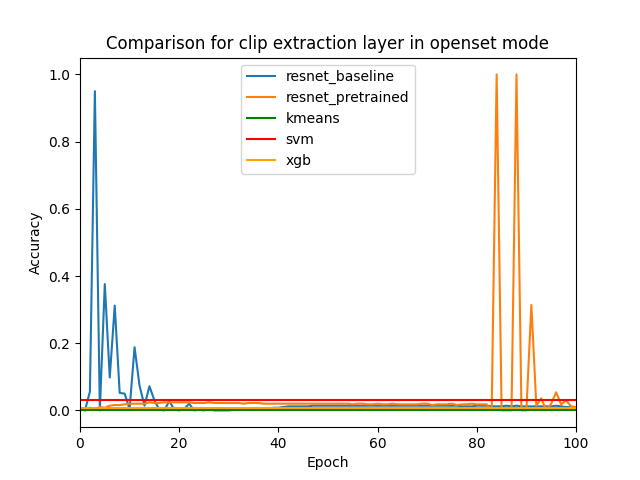 Comparison for clip extraction layer in openset mode
Accuracy
1.0
0.8
0.6
0.4
0.2
0.0
resnet_baseline
resnet_pretrained
kmeans
svm
xgb
0 20 40 60 80 100
Epoch